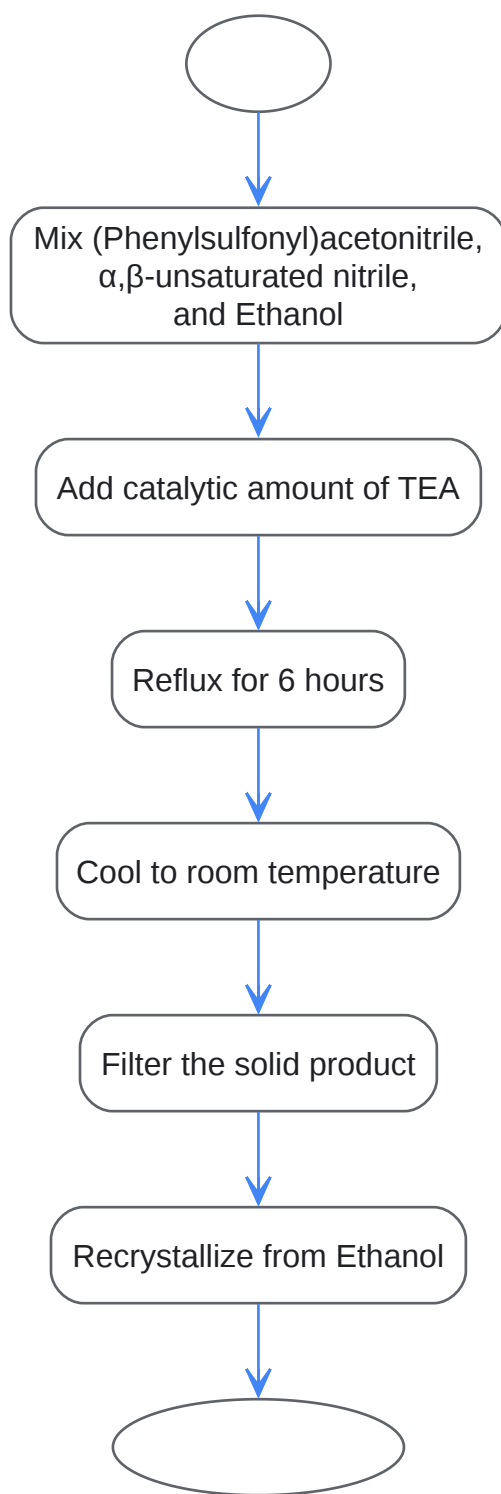 Mix (Phenylsulfonyl)acetonitrile,
α,β-unsaturated nitrile,
and Ethanol
Add catalytic amount of TEA
Reflux for 6 hours
Cool to room temperature
Filter the solid product
Recrystallize from Ethanol